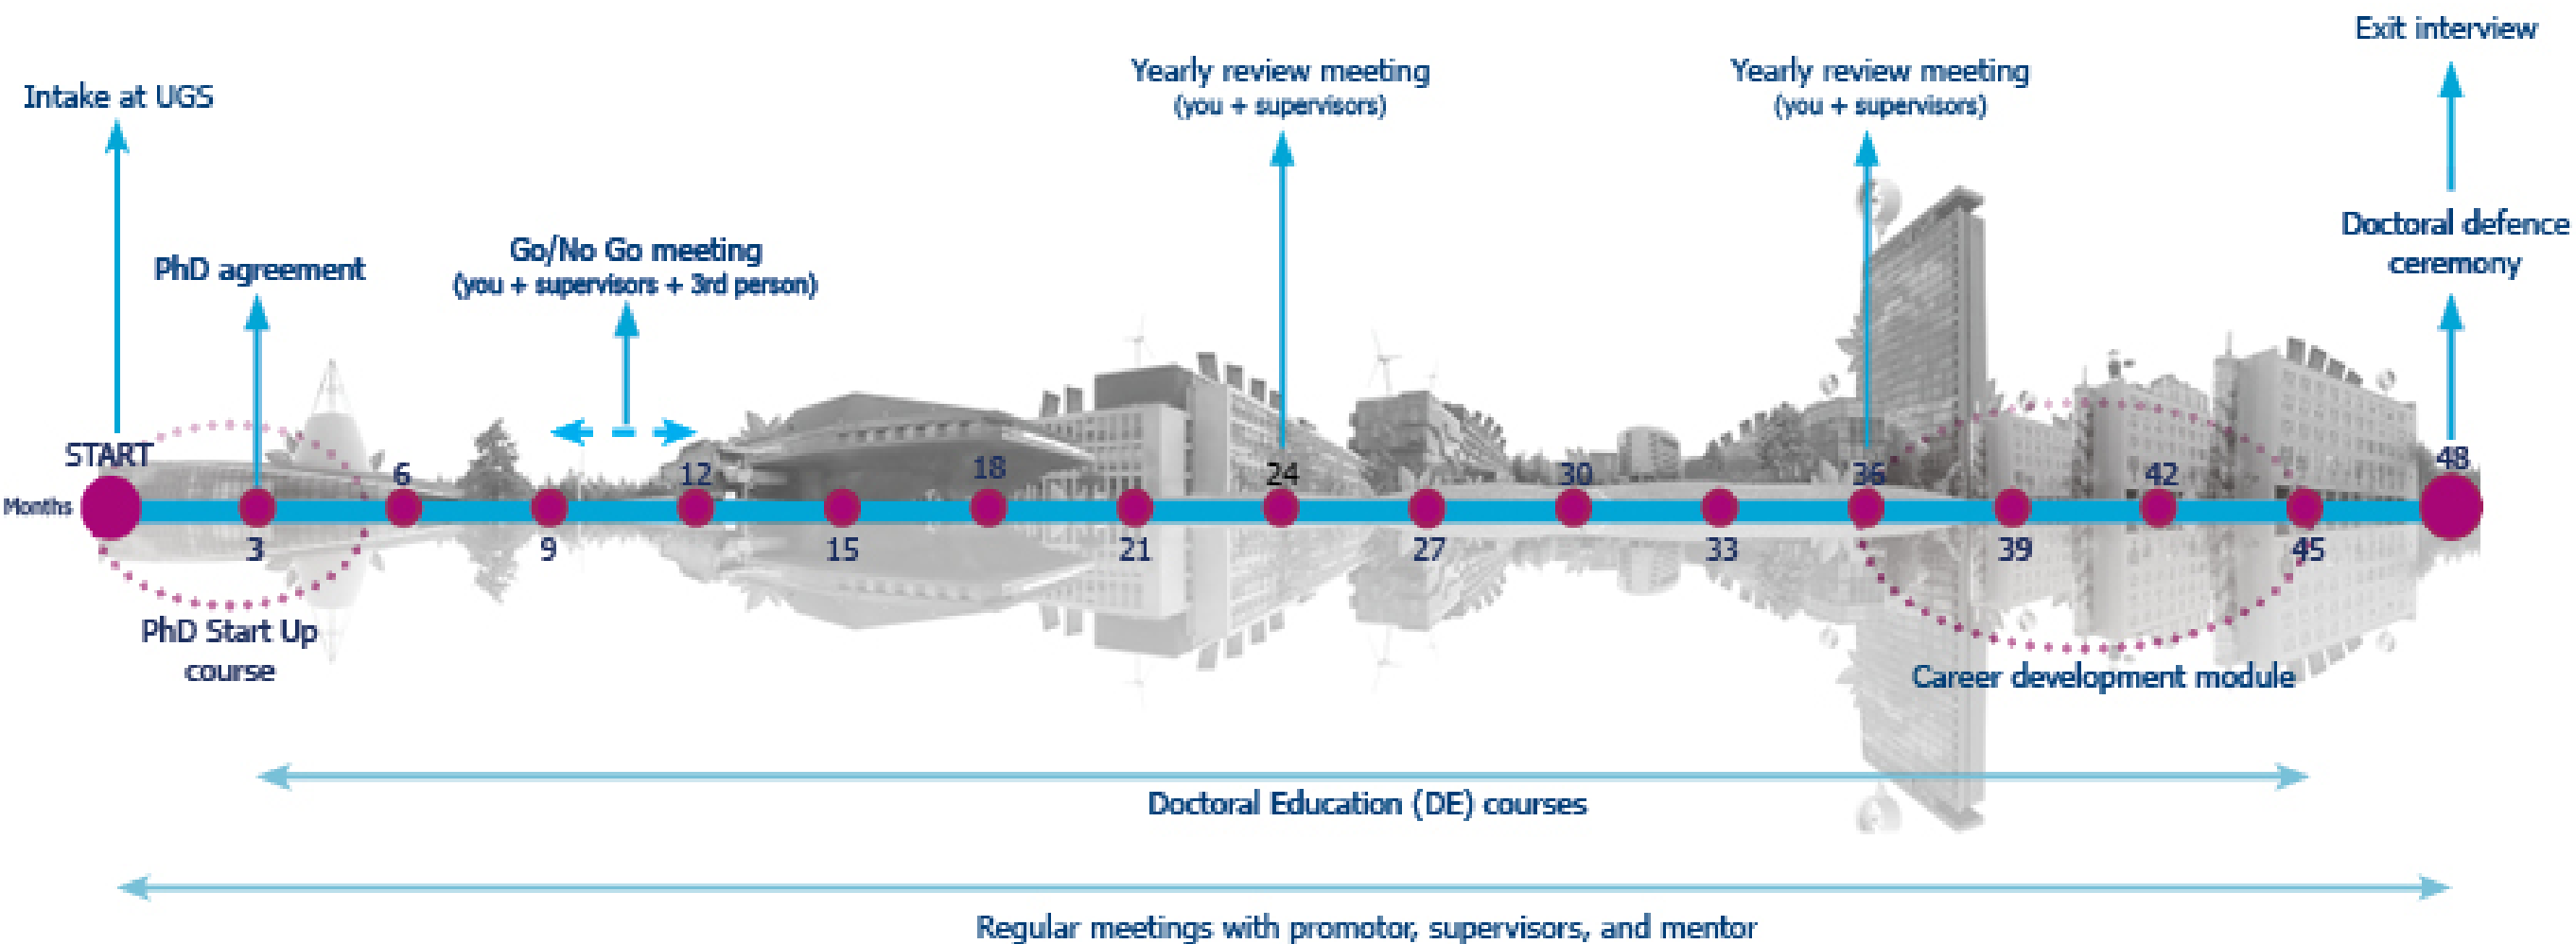 Exit interview
Yearly review meeting
(you + supervisors)
Yearly review meeting
(you + supervisors)
Intake at UGS
Doctoral defence
ceremony
Go/No Go meeting
(you + supervisors + 3rd person)
PhD agreement
START
6
12
18
24
30
36
42
48
Months
3
9
15
21
27
33
39
45
PhD Start Up
course
Career development module
Doctoral Education (DE) courses
Regular meetings with promotor, supervisors, and mentor